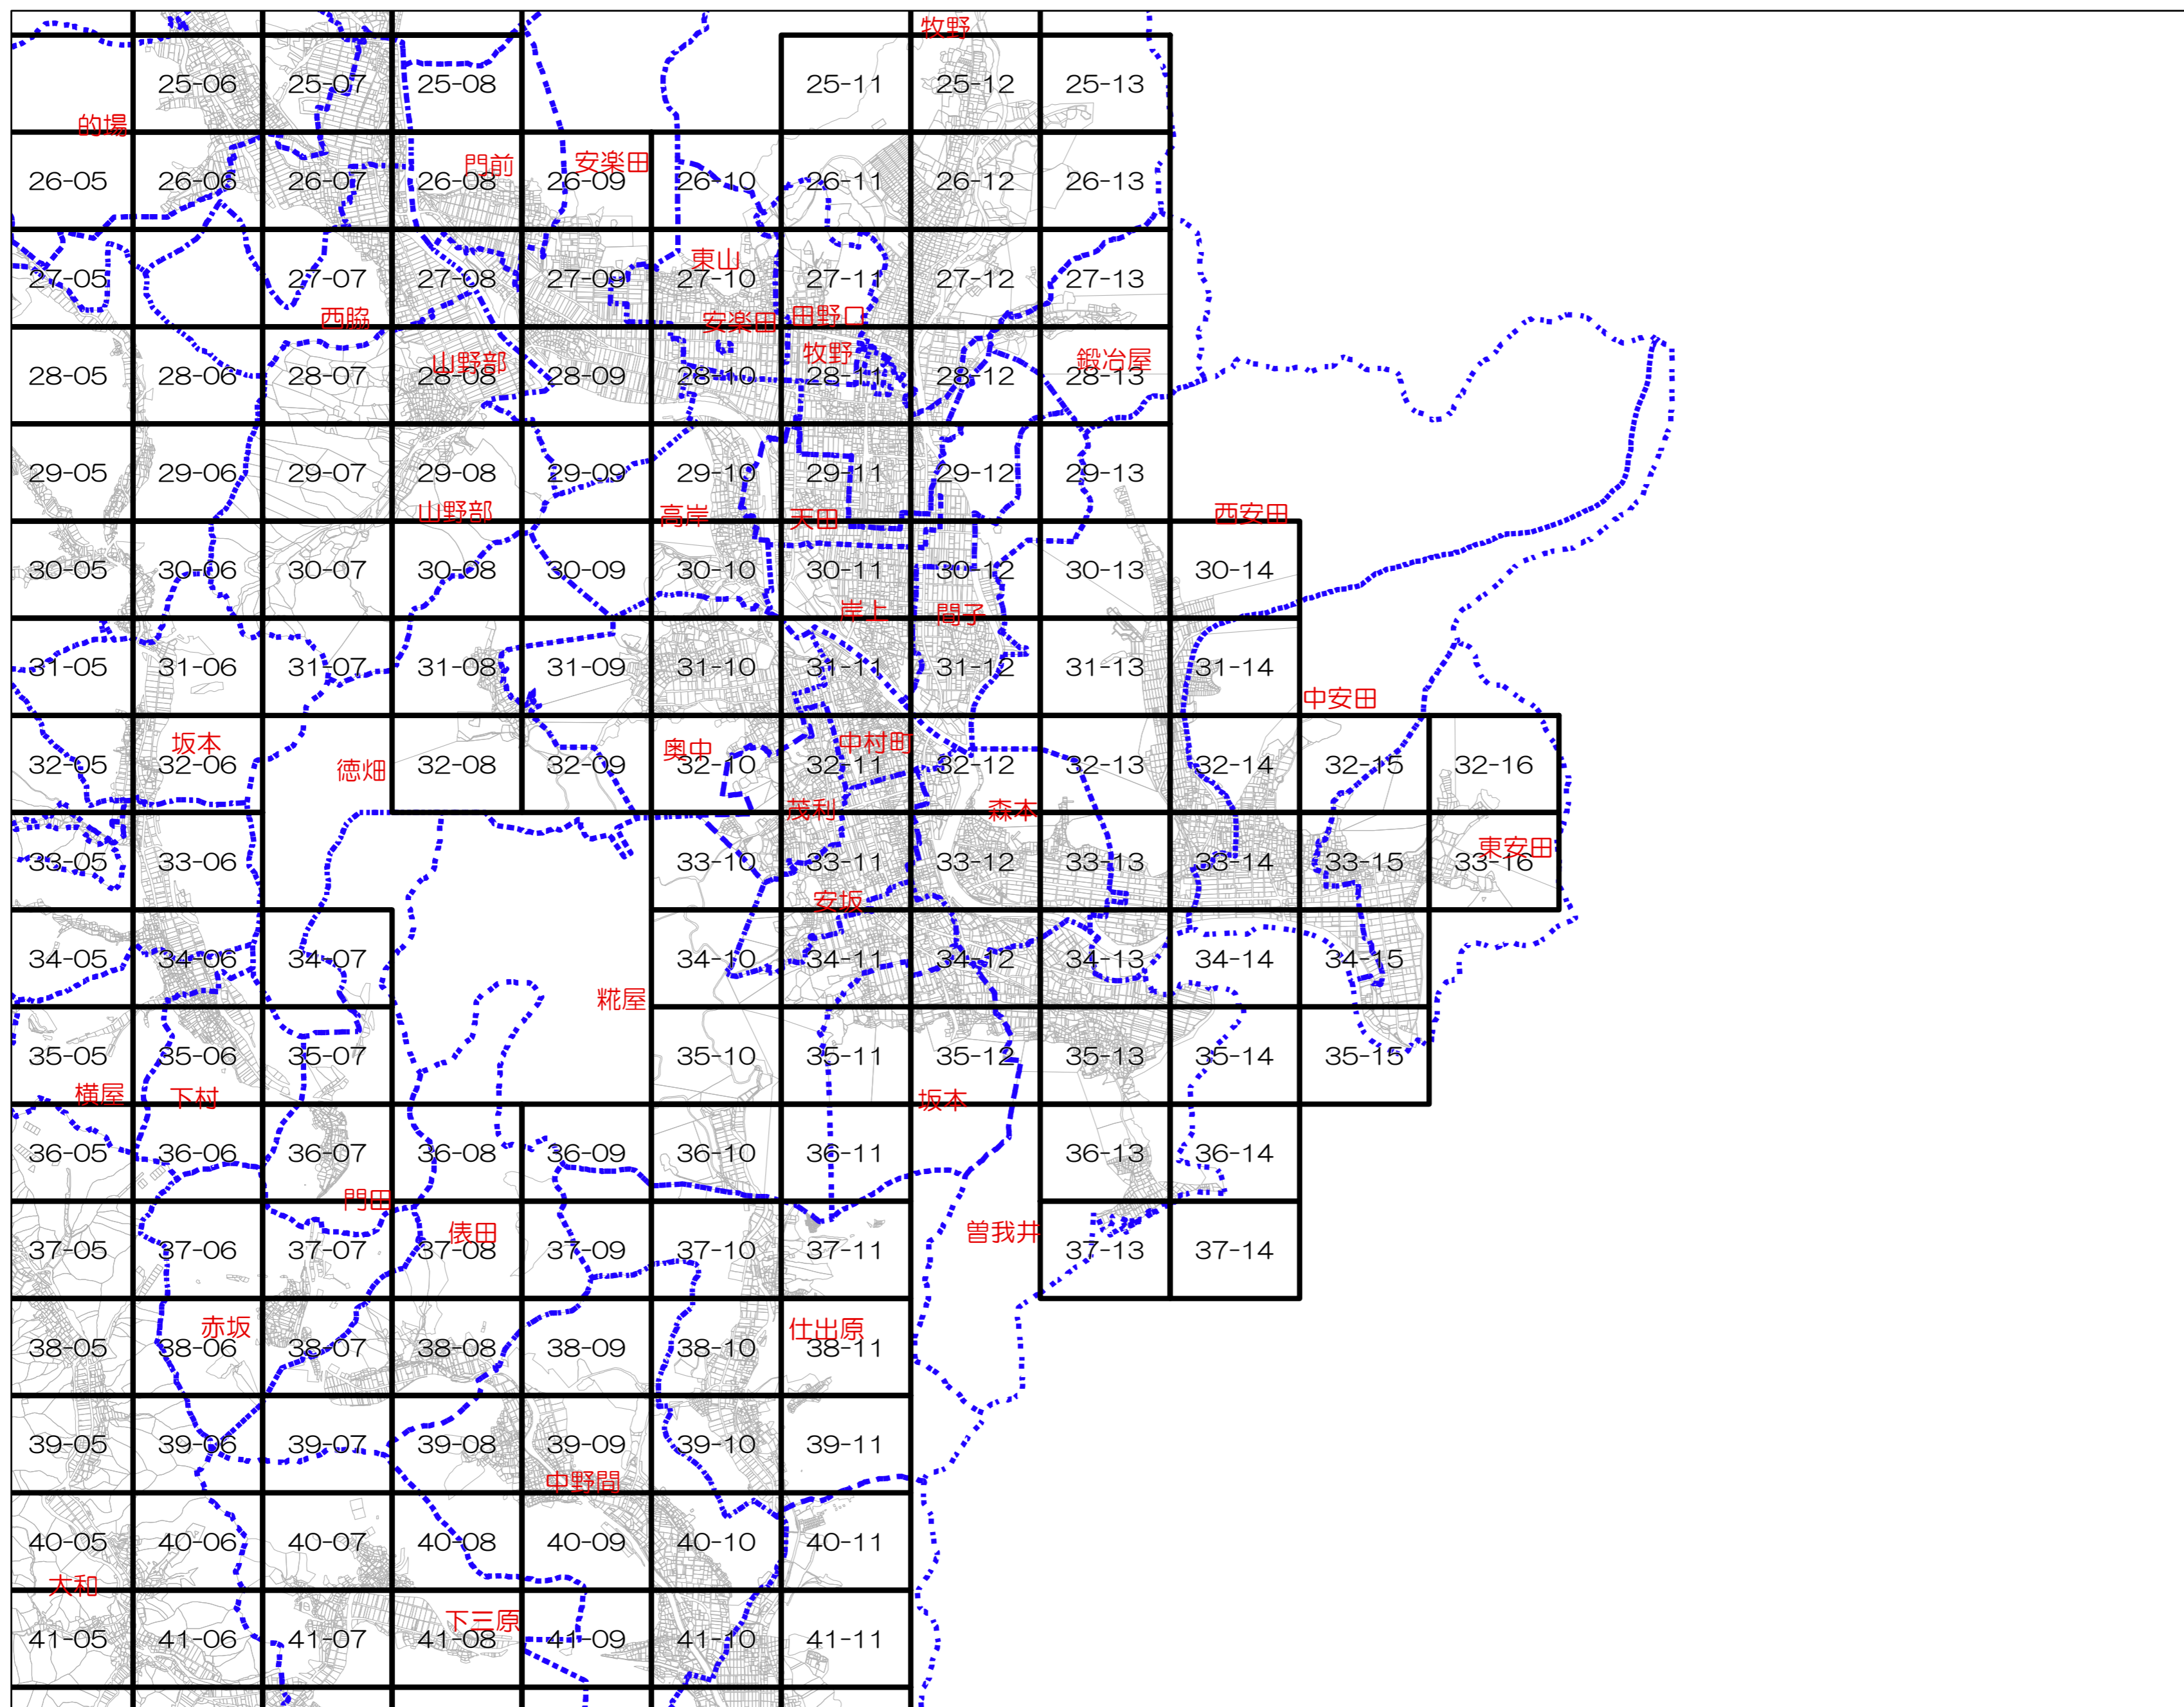 牧野
25-06 25-07 25-08 25-11 25-12 25-13
的場
門前 安楽田
26-05 26-06 26-07 26-08 26-09 26-10 26-11 26-12 26-13
東山
27-05 27-07 27-08 27-09 27-10 27-11 27-12 27-13
西脇 安楽田 田野口
山野部 牧野 鍛冶屋
28-05 28-06 28-07 28-08 28-09 28-10 28-11 28-12 28-13
29-05 29-06 29-07 29-08 29-09 29-10 29-11 29-12 29-13
山野部 高岸 天田 西安田
30-05 30-06 30-07 30-08 30-09 30-10 30-11 30-12 30-13 30-14
岸上 間子
31-05 31-06 31-07 31-08 31-09 31-10 31-11 31-12 31-13 31-14
中安田
坂本 徳畑 奥中 中村町
32-05 32-06 32-08 32-09 32-10 32-11 32-12 32-13 32-14 32-15 32-16
茂利 森本
東安田
33-05 33-06 33-10 33-11 33-12 33-13 33-14 33-15 33-16
安坂
34-05 34-06 34-07 34-10 34-11 34-12 34-13 34-14 34-15
糀屋
35-05 35-06 35-07 35-10 35-11 35-12 35-13 35-14 35-15
横屋 下村 坂本
36-05 36-06 36-07 36-08 36-09 36-10 36-11 36-13 36-14
門田
俵田 曽我井
37-05 37-06 37-07 37-08 37-09 37-10 37-11 37-13 37-14
赤坂 仕出原
38-05 38-06 38-07 38-08 38-09 38-10 38-11
39-05 39-06 39-07 39-08 39-09 39-10 39-11
中野間
40-05 40-06 40-07 40-08 40-09 40-10 40-11
大和
下三原
41-05 41-06 41-07 41-08 41-09 41-10 41-11